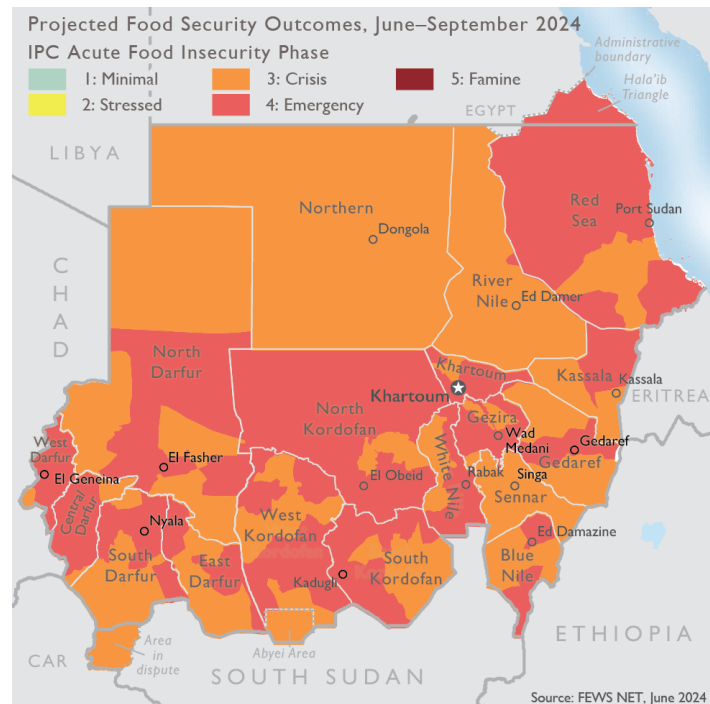 Projected Food Security Outcomes, June–September 2024
IPC Acute Food Insecurity Phase
1: Minimal
3: Crisis
5: Famine
2: Stressed
4: Emergency
Administrative
boundary
Hala'ib
Triangle
EGYPT
LIBYA
Northern
Dongola
Red
Sea
Port Sudan
CHAD
River
Nile
Ed Damer
North
Darfur
Khartoum
Khartoum
Kassala
Kassala
ERITREA
North
Kordofan
Gezira
Wad
Medani
Gedaref
Gedaref
West
Darfur
El Geneina
El Fasher
El Obeid
White Nile
Rabak
Singa
Sennar
Central
Darfur
Nyala
West
Kordofan
Ed Damazine
South
Darfur
East
Darfur
Kadugli
South
Kordofan
Blue
Nile
ETHIOPIA
Area
in
dispute
Abyei Area
CAR
SOUTH SUDAN
Source: FEWS NET, June 2024